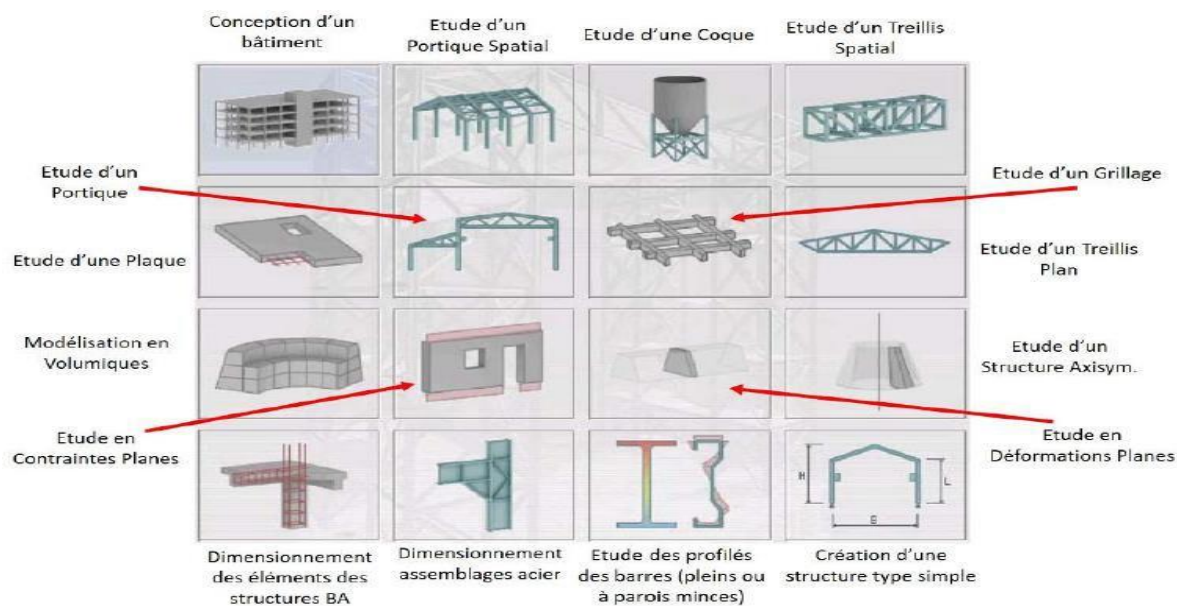 Conception d'un
bâtiment
Etude d'un
Portique Spatial
Etude d'une Coque
Etude d'un Treillis
Spatial
Etude d'un
Portique
Etude d'un Grillage
Etude d'une Plaque
Etude d'un Treillis
Plan
Modélisation en
Volumiques
Etude d'un
Structure Axisym.
Etude en
Contraintes Planes
Etude en
Déformations Planes
H
L
Dimensionnement
des éléments des
structures BA
Dimensionnement
assemblages acier
Etude des profilés
des barres (pleins ou
à parois minces)
Création d'une
structure type simple